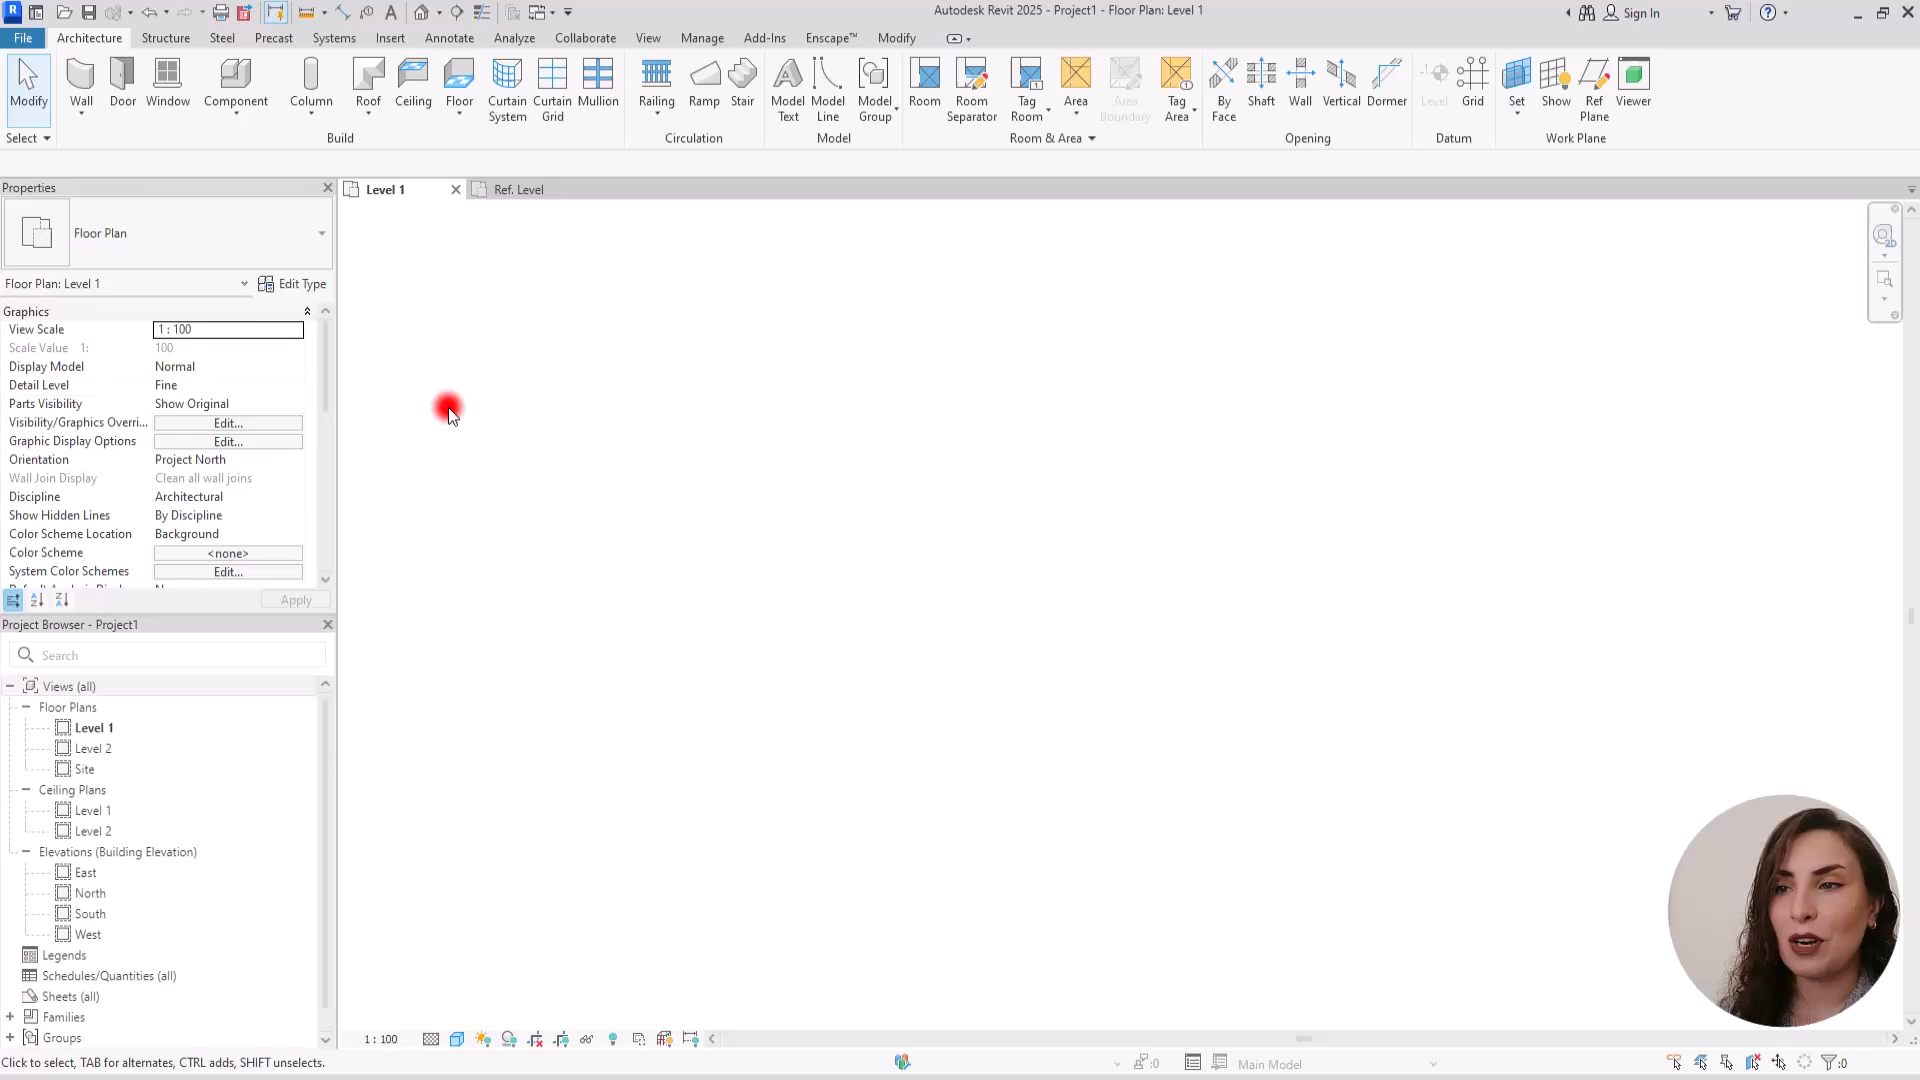 Autodesk Revit 2025 - Project1 - Floor Plan: Level 1
Sign In
File Architecture Structure Steel Precast Systems Insert Annotate Analyze Collaborate View Manage Add-Ins Enscape™ Modify
Modify Wall Door Window Component Column Roof Ceiling Floor Curtain System Curtain Grid Mullion Railing Ramp Stair Model Text Model Line Model Group Room Room Separator Tag Room Area Area Boundary Tag Area By Face Shaft Wall Vertical Dormer Level Grid Set Show Ref Plane Viewer
Select Build Circulation Model Room & Area Opening Datum Work Plane
Properties
Level 1
Ref. Level
Floor Plan
Floor Plan: Level 1
Edit Type
Graphics
View Scale 1 : 100
Scale Value 1: 100
Display Model Normal
Detail Level Fine
Parts Visibility Show Original
Visibility/Graphics Overri... Edit...
Graphic Display Options Edit...
Orientation Project North
Wall Join Display Clean all wall joins
Discipline Architectural
Show Hidden Lines By Discipline
Color Scheme Location Background
Color Scheme <none>
System Color Schemes Edit...
Apply
Project Browser - Project1
Search
Views (all)
Floor Plans
Level 1
Level 2
Site
Ceiling Plans
Level 1
Level 2
Elevations (Building Elevation)
East
North
South
West
Legends
Schedules/Quantities (all)
Sheets (all)
Families
Groups
1 : 100
Click to select, TAB for alternates, CTRL adds, SHIFT unselects.
:0
Main Model
:0